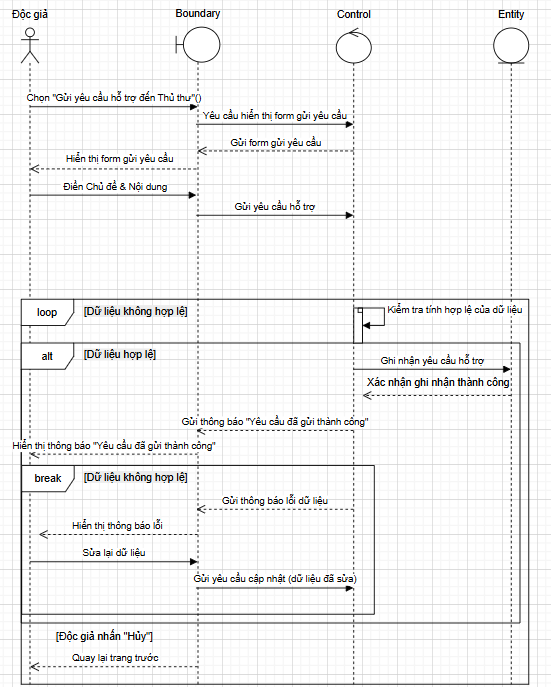 Độc giả
Boundary
Control
Entity
Chọn "Gửi yêu cầu hỗ trợ đến Thủ thư"()
Yêu cầu hiển thị form gửi yêu cầu
Gửi form gửi yêu cầu
Hiển thị form gửi yêu cầu
Điền Chủ đề & Nội dung
Gửi yêu cầu hỗ trợ
loop
[Dữ liệu không hợp lệ]
Kiểm tra tính hợp lệ của dữ liệu
alt
[Dữ liệu hợp lệ]
Ghi nhận yêu cầu hỗ trợ
Xác nhận ghi nhận thành công
Gửi thông báo "Yêu cầu đã gửi thành công"
Hiển thị thông báo "Yêu cầu đã gửi thành công"
break
[Dữ liệu không hợp lệ]
Gửi thông báo lỗi dữ liệu
Hiển thị thông báo lỗi
Sửa lại dữ liệu
Gửi yêu cầu cập nhật (dữ liệu đã sửa)
[Độc giả nhấn "Hủy"]
Quay lại trang trước